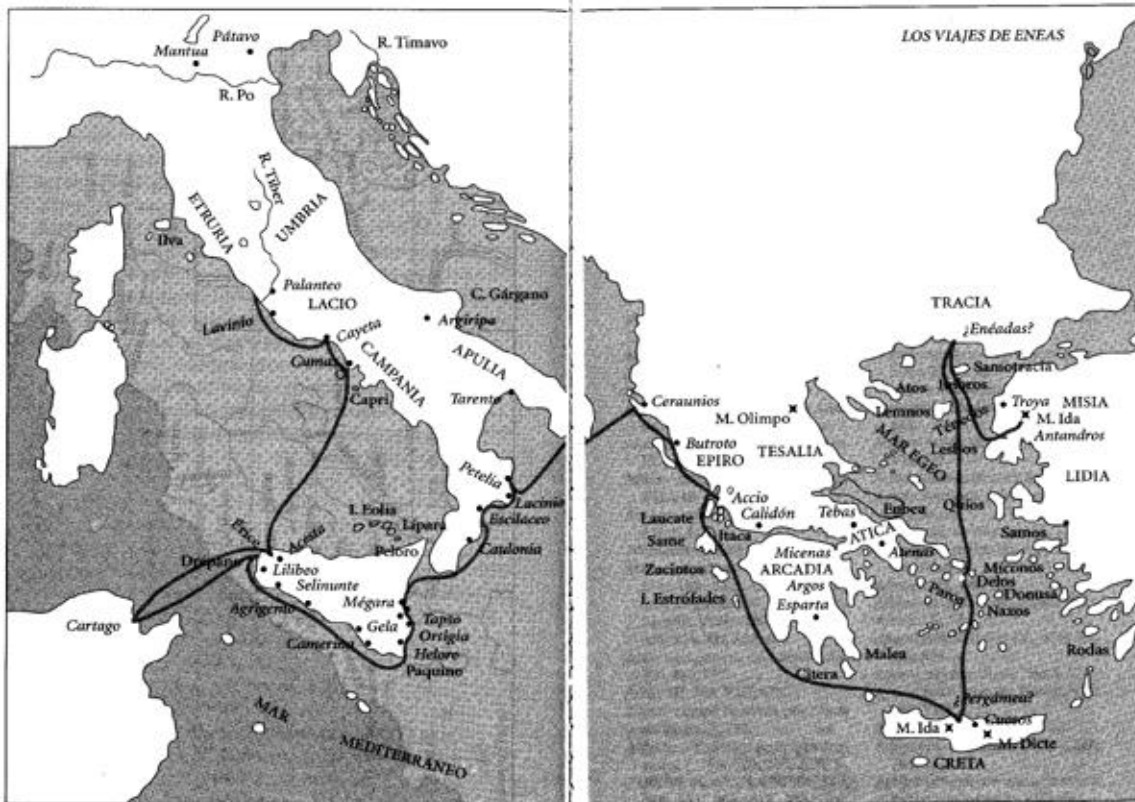 LOS VIAJES DE ENEAS
Pátavo
Mantua
R. Timavo
R. Po
R. Tíber
ETRURIA
UMBRIA
Ilva
Palanteo
LACIO
Lavinio
Cayeta
Cumas
CAMPANIA
Capri
C. Gárgano
Argiripa
APULIA
Tarento
Petelia
Lacinio
Escilaceo
Caulonia
I. Eolia
Lípara
Peloro
Érice
Acesta
Drépano
Lilibeo
Selinunte
Agrigento
Mégara
Gela
Tapso
Ortigia
Camerina
Heloro
Paquino
Cartago
MAR
MEDITERRÁNEO
TRACIA
¿Enéadas?
Samotracia
Imbros
Atos
Lemnos
Ténedos
Troya
MISIA
M. Ida
Antandros
Ceraunios
M. Olimpo
Butroto
EPIRO
TESALIA
MAR EGEO
Lesbos
LIDIA
Accio
Calidón
Tebas
Eubea
Quíos
Laucate
Same
Ítaca
ATICA
Atenas
Samos
Micenas
ARCADIA
Argos
Esparta
Zacintos
I. Estrófades
Míconos
Delos
Donusa
Paros
Naxos
Malea
Citera
Rodas
¿Pergámea?
M. Ida
M. Dicte
CRETA